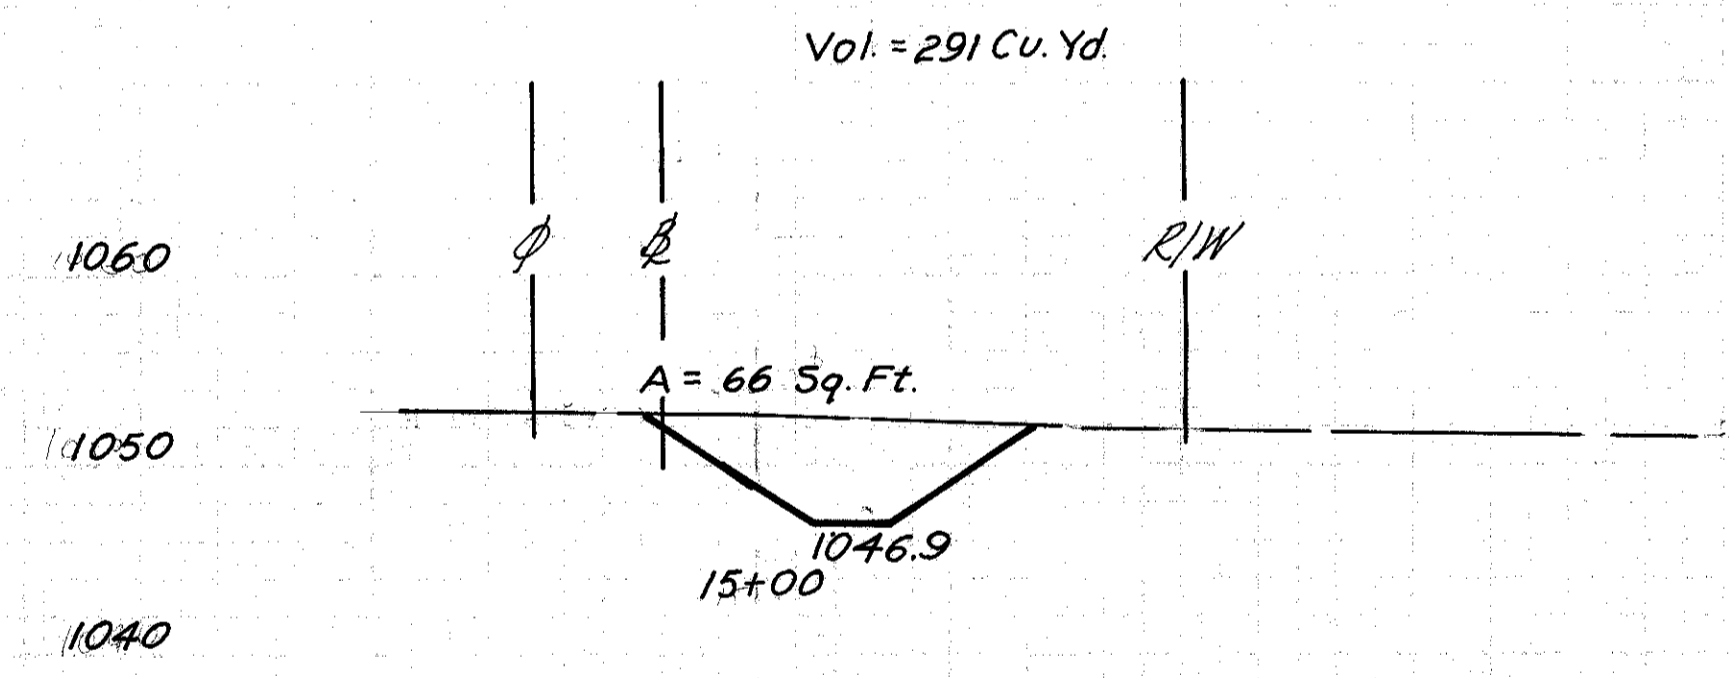 Vol. = 291 Cu. Yd.
R/W
1060
A = 66 Sq. Ft.
1050
1046.9
15+00
1040